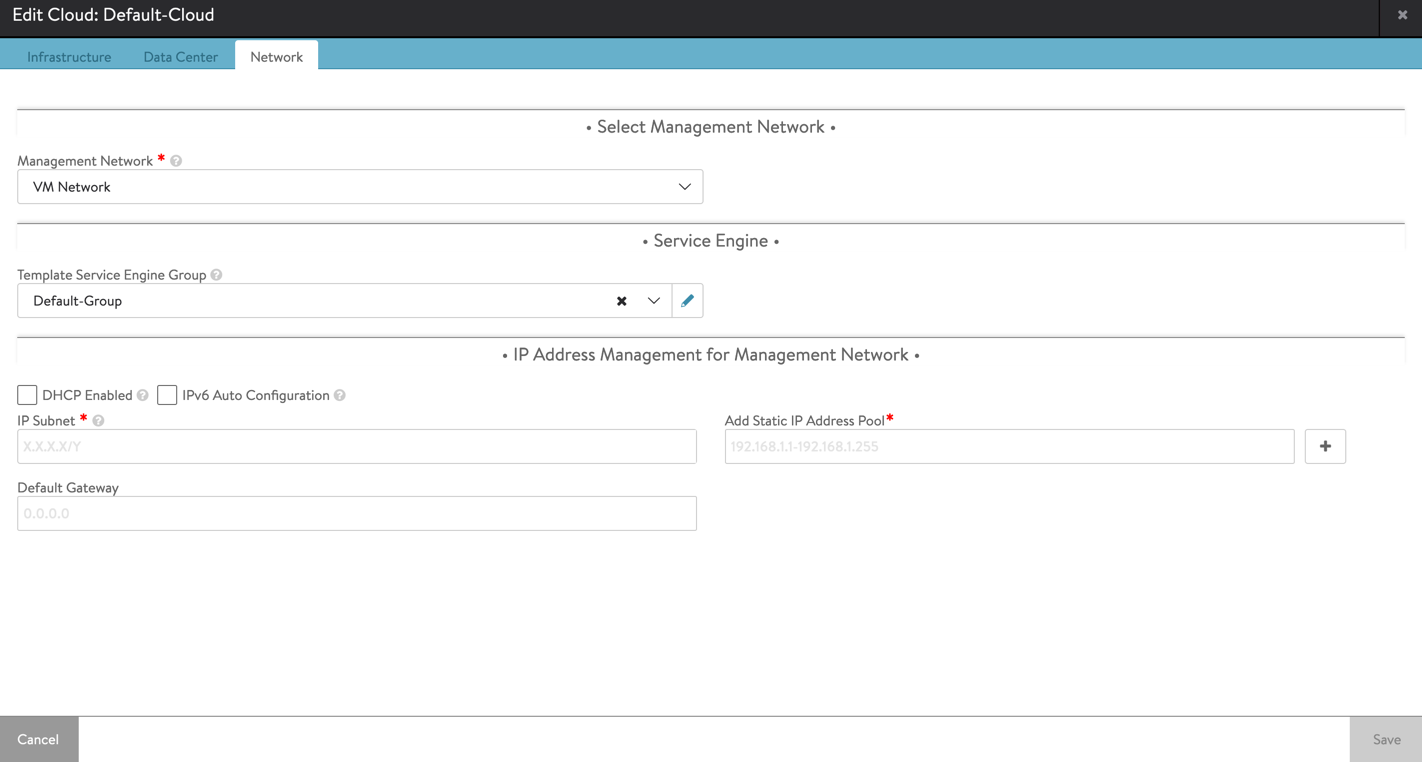 Edit Cloud: Default-Cloud
Infrastructure Data Center Network
• Select Management Network •
Management Network *
VM Network
• Service Engine •
Template Service Engine Group
Default-Group
• IP Address Management for Management Network •
DHCP Enabled IPv6 Auto Configuration
IP Subnet * Add Static IP Address Pool*
X.X.X.X/Y 192.168.1.1-192.168.1.255
Default Gateway
0.0.0.0
Cancel Save